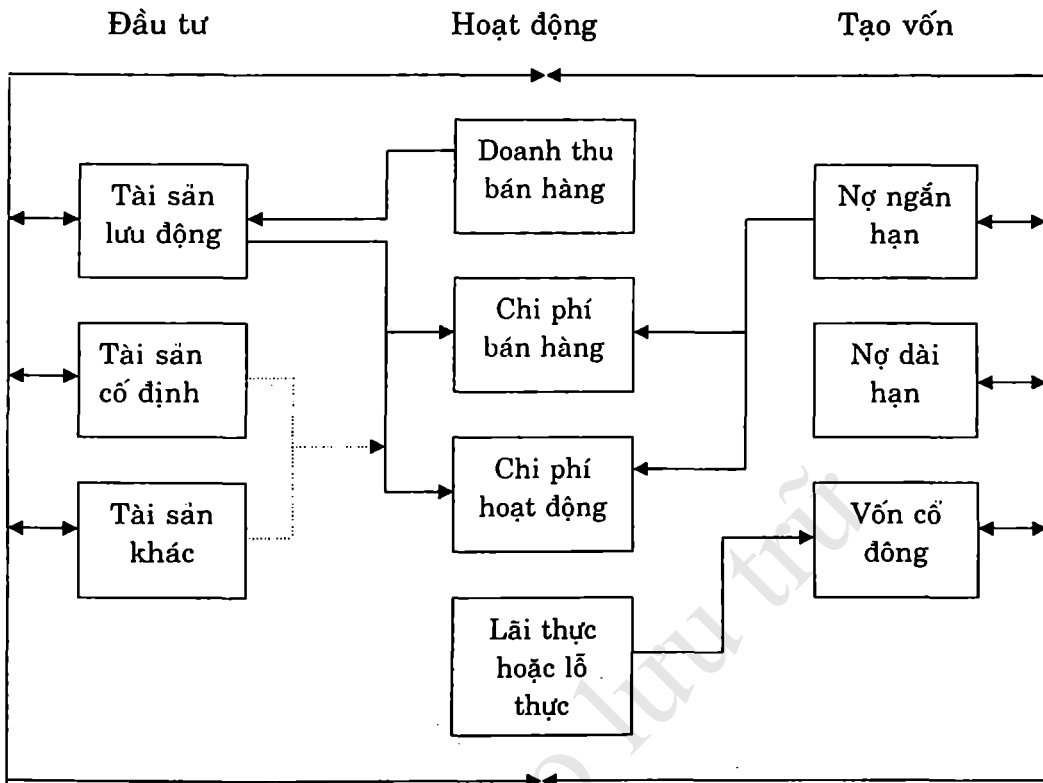 Đầu tư
Hoạt động
Tạo vốn
Tài sản
lưu động
Tài sản
cố định
Tài sản
khác
Doanh thu
bán hàng
Chi phí
bán hàng
Chi phí
hoạt động
Lãi thực
hoặc lỗ
thực
Nợ ngắn
hạn
Nợ dài
hạn
Vốn cổ
đông
lưu trữ